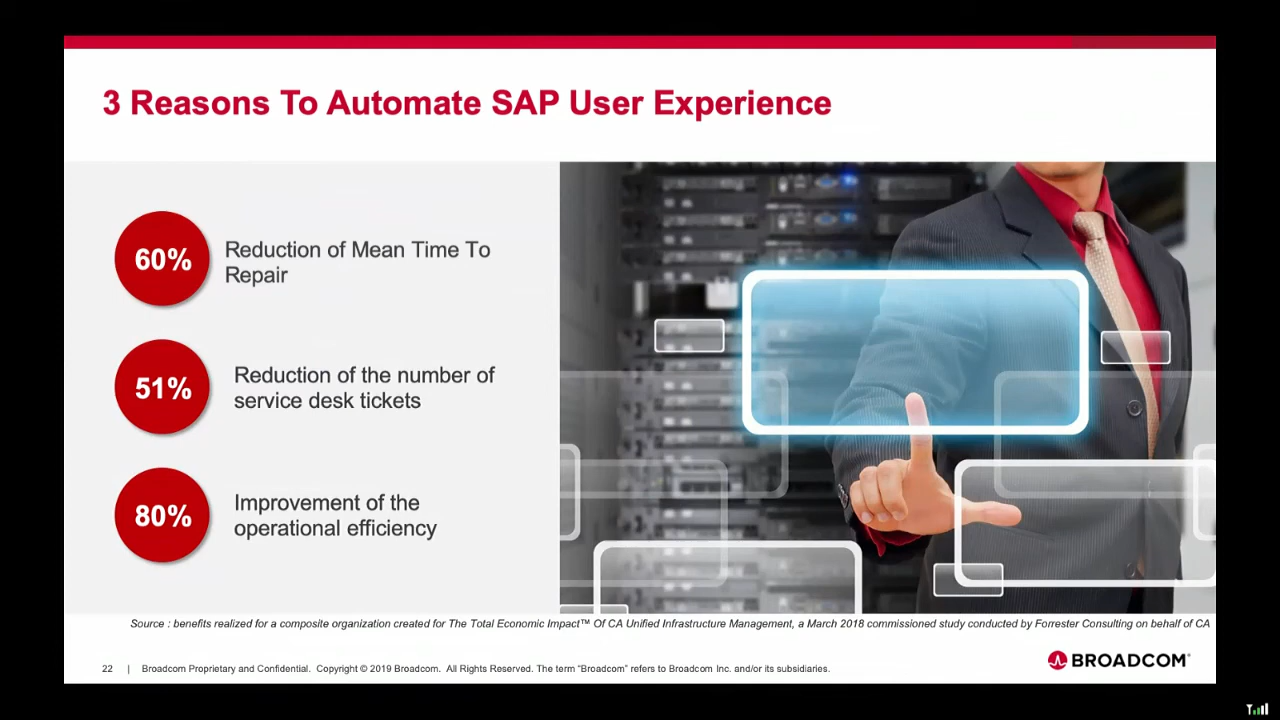 3 Reasons To Automate SAP User Experience
60%
Reduction of Mean Time To
Repair
51%
Reduction of the number of
service desk tickets
80%
Improvement of the
operational efficiency
Source : benefits realized for a composite organization created for The Total Economic Impact™ Of CA Unified Infrastructure Management, a March 2018 commissioned study conducted by Forrester Consulting on behalf of CA
22 | Broadcom Proprietary and Confidential. Copyright © 2019 Broadcom. All Rights Reserved. The term “Broadcom” refers to Broadcom Inc. and/or its subsidiaries.
BROADCOM®